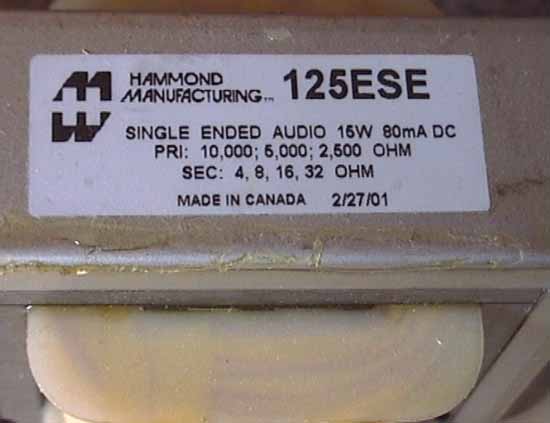 HAMMOND
MANUFACTURING™ 125ESE
SINGLE ENDED AUDIO 15W 80mA DC
PRI: 10,000; 5,000; 2,500 OHM
SEC: 4, 8, 16, 32 OHM
MADE IN CANADA 2/27/01